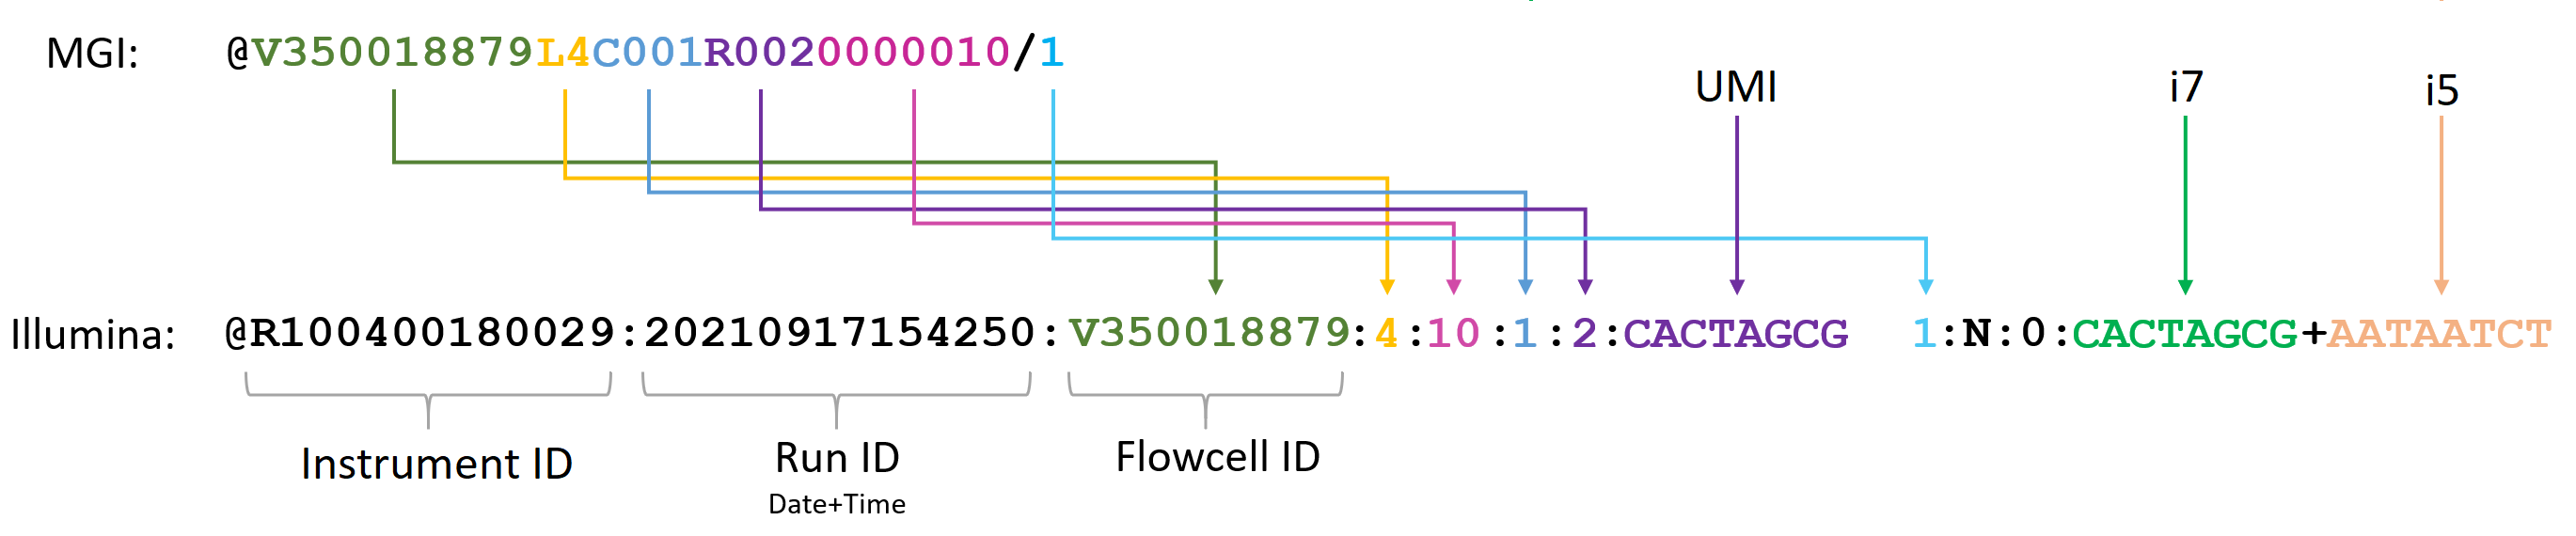 MGI: @V350018879L4C001R0020000010/1
UMI i7 i5
Illumina: @R100400180029:20210917154250:V350018879:4:10:1:2:CACTAGCG 1:N:0:CACTAGCG+AATAATCT
Instrument ID Run ID Flowcell ID
Date+Time